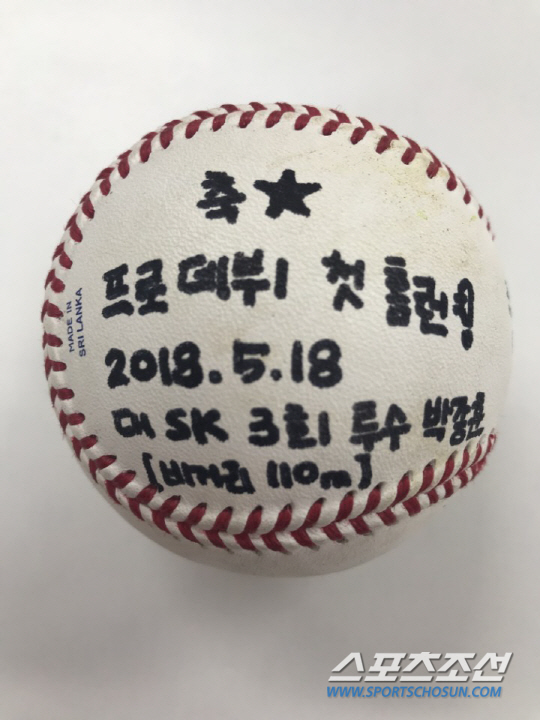 축 ★
프로 데뷔 첫 홈런!
MADE IN
SRI LANKA
2018.5.18
대 SK 3회 투수 박종훈
[비거리 110m]
스포츠조선
WWW.SPORTSCHOSUN.COM